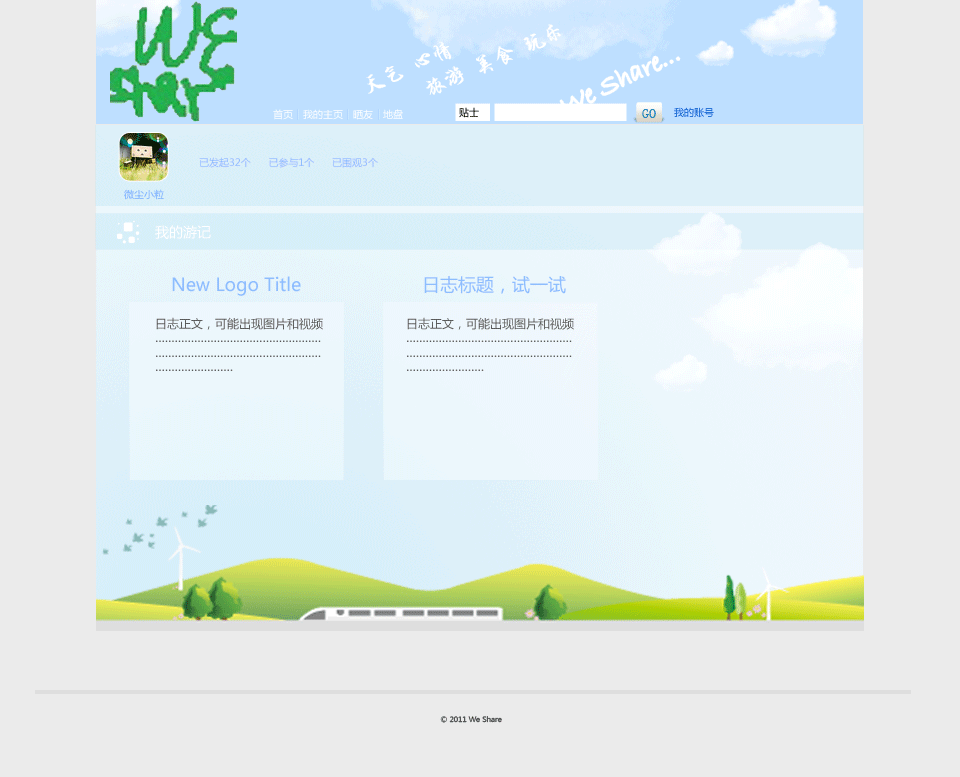 We
Share
天气 心情
旅游 美食 玩乐
We Share...
首页 我的主页 晒友 地盘
贴士
GO
我的账号
已发起32个 已参与1个 已围观3个
微尘小粒
我的游记
New Logo Title
日志正文，可能出现图片和视频
日志标题，试一试
日志正文，可能出现图片和视频
© 2011 We Share